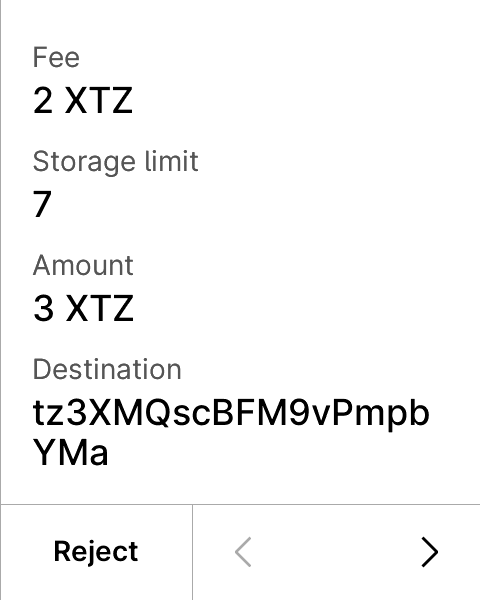 Fee
2 XTZ
Storage limit
7
Amount
3 XTZ
Destination
tz3XMQscBFM9vPmpb
YMa
Reject